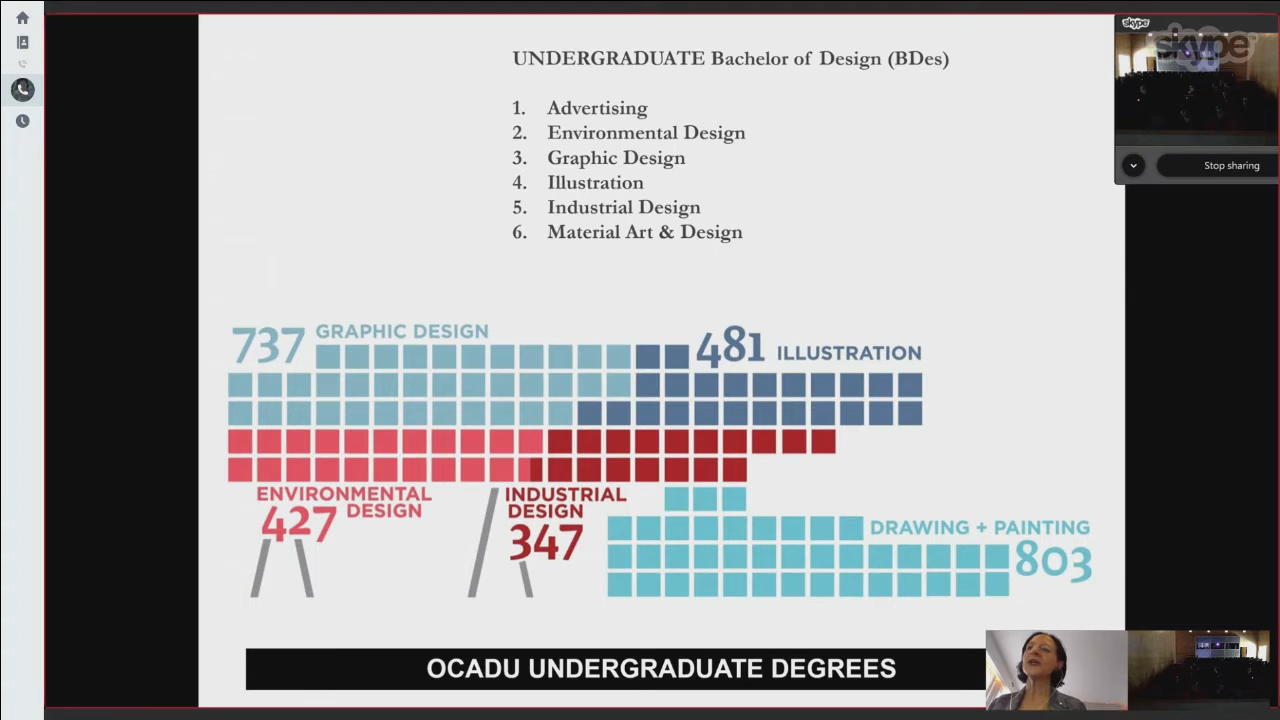 UNDERGRADUATE Bachelor of Design (BDes)
1. Advertising
2. Environmental Design
3. Graphic Design
4. Illustration
5. Industrial Design
6. Material Art & Design
skype
skype
Stop sharing
737 GRAPHIC DESIGN
481 ILLUSTRATION
ENVIRONMENTAL
DESIGN
427
INDUSTRIAL
DESIGN
347
DRAWING + PAINTING
803
OCADU UNDERGRADUATE DEGREES